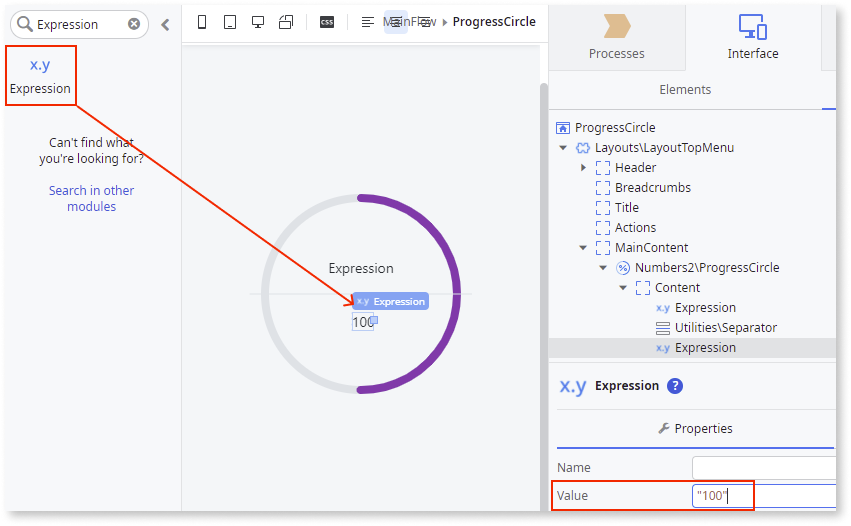 Expression
x.y
Expression
Can't find what
you're looking for?
Search in other
modules
css
MainFlow ProgressCircle
Expression
x.y Expression
100
Processes
Interface
Elements
ProgressCircle
Layouts\LayoutTopMenu
Header
Breadcrumbs
Title
Actions
MainContent
% Numbers2\ProgressCircle
Content
x.y Expression
Utilities\Separator
x.y Expression
x.y Expression ?
Properties
Name
Value "100"